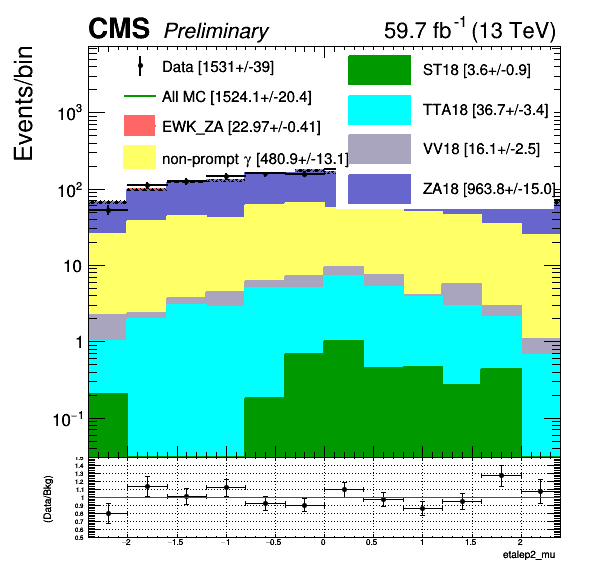 CMS Preliminary 59.7 fb⁻¹ (13 TeV)
Events/bin
Data [1531+/-39]
All MC [1524.1+/-20.4]
EWK_ZA [22.97+/-0.41]
non-prompt γ [480.9+/-13.1]
ST18 [3.6+/-0.9]
TTA18 [36.7+/-3.4]
VV18 [16.1+/-2.5]
ZA18 [963.8+/-15.0]
10³
10²
10
1
10⁻¹
(Data/Bkg)
1.5
1.4
1.3
1.2
1.1
1
0.9
0.8
0.7
0.6
0.5
−2 −1.5 −1 −0.5 0 0.5 1 1.5 2
etalep2_mu